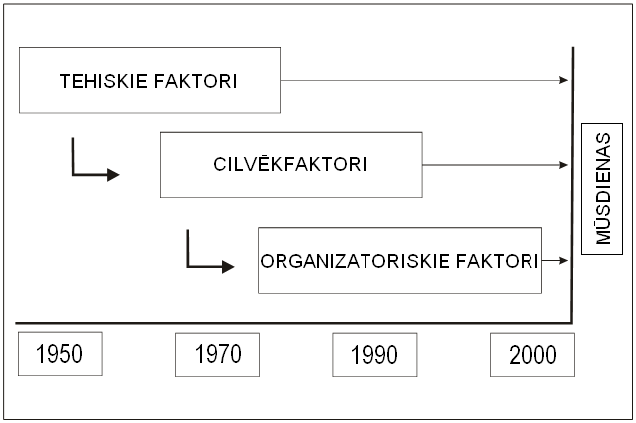 TEHISKIE FAKTORI
CILVĒKFAKTORI
ORGANIZATORISKIE FAKTORI
MŪSDIENAS
1950
1970
1990
2000